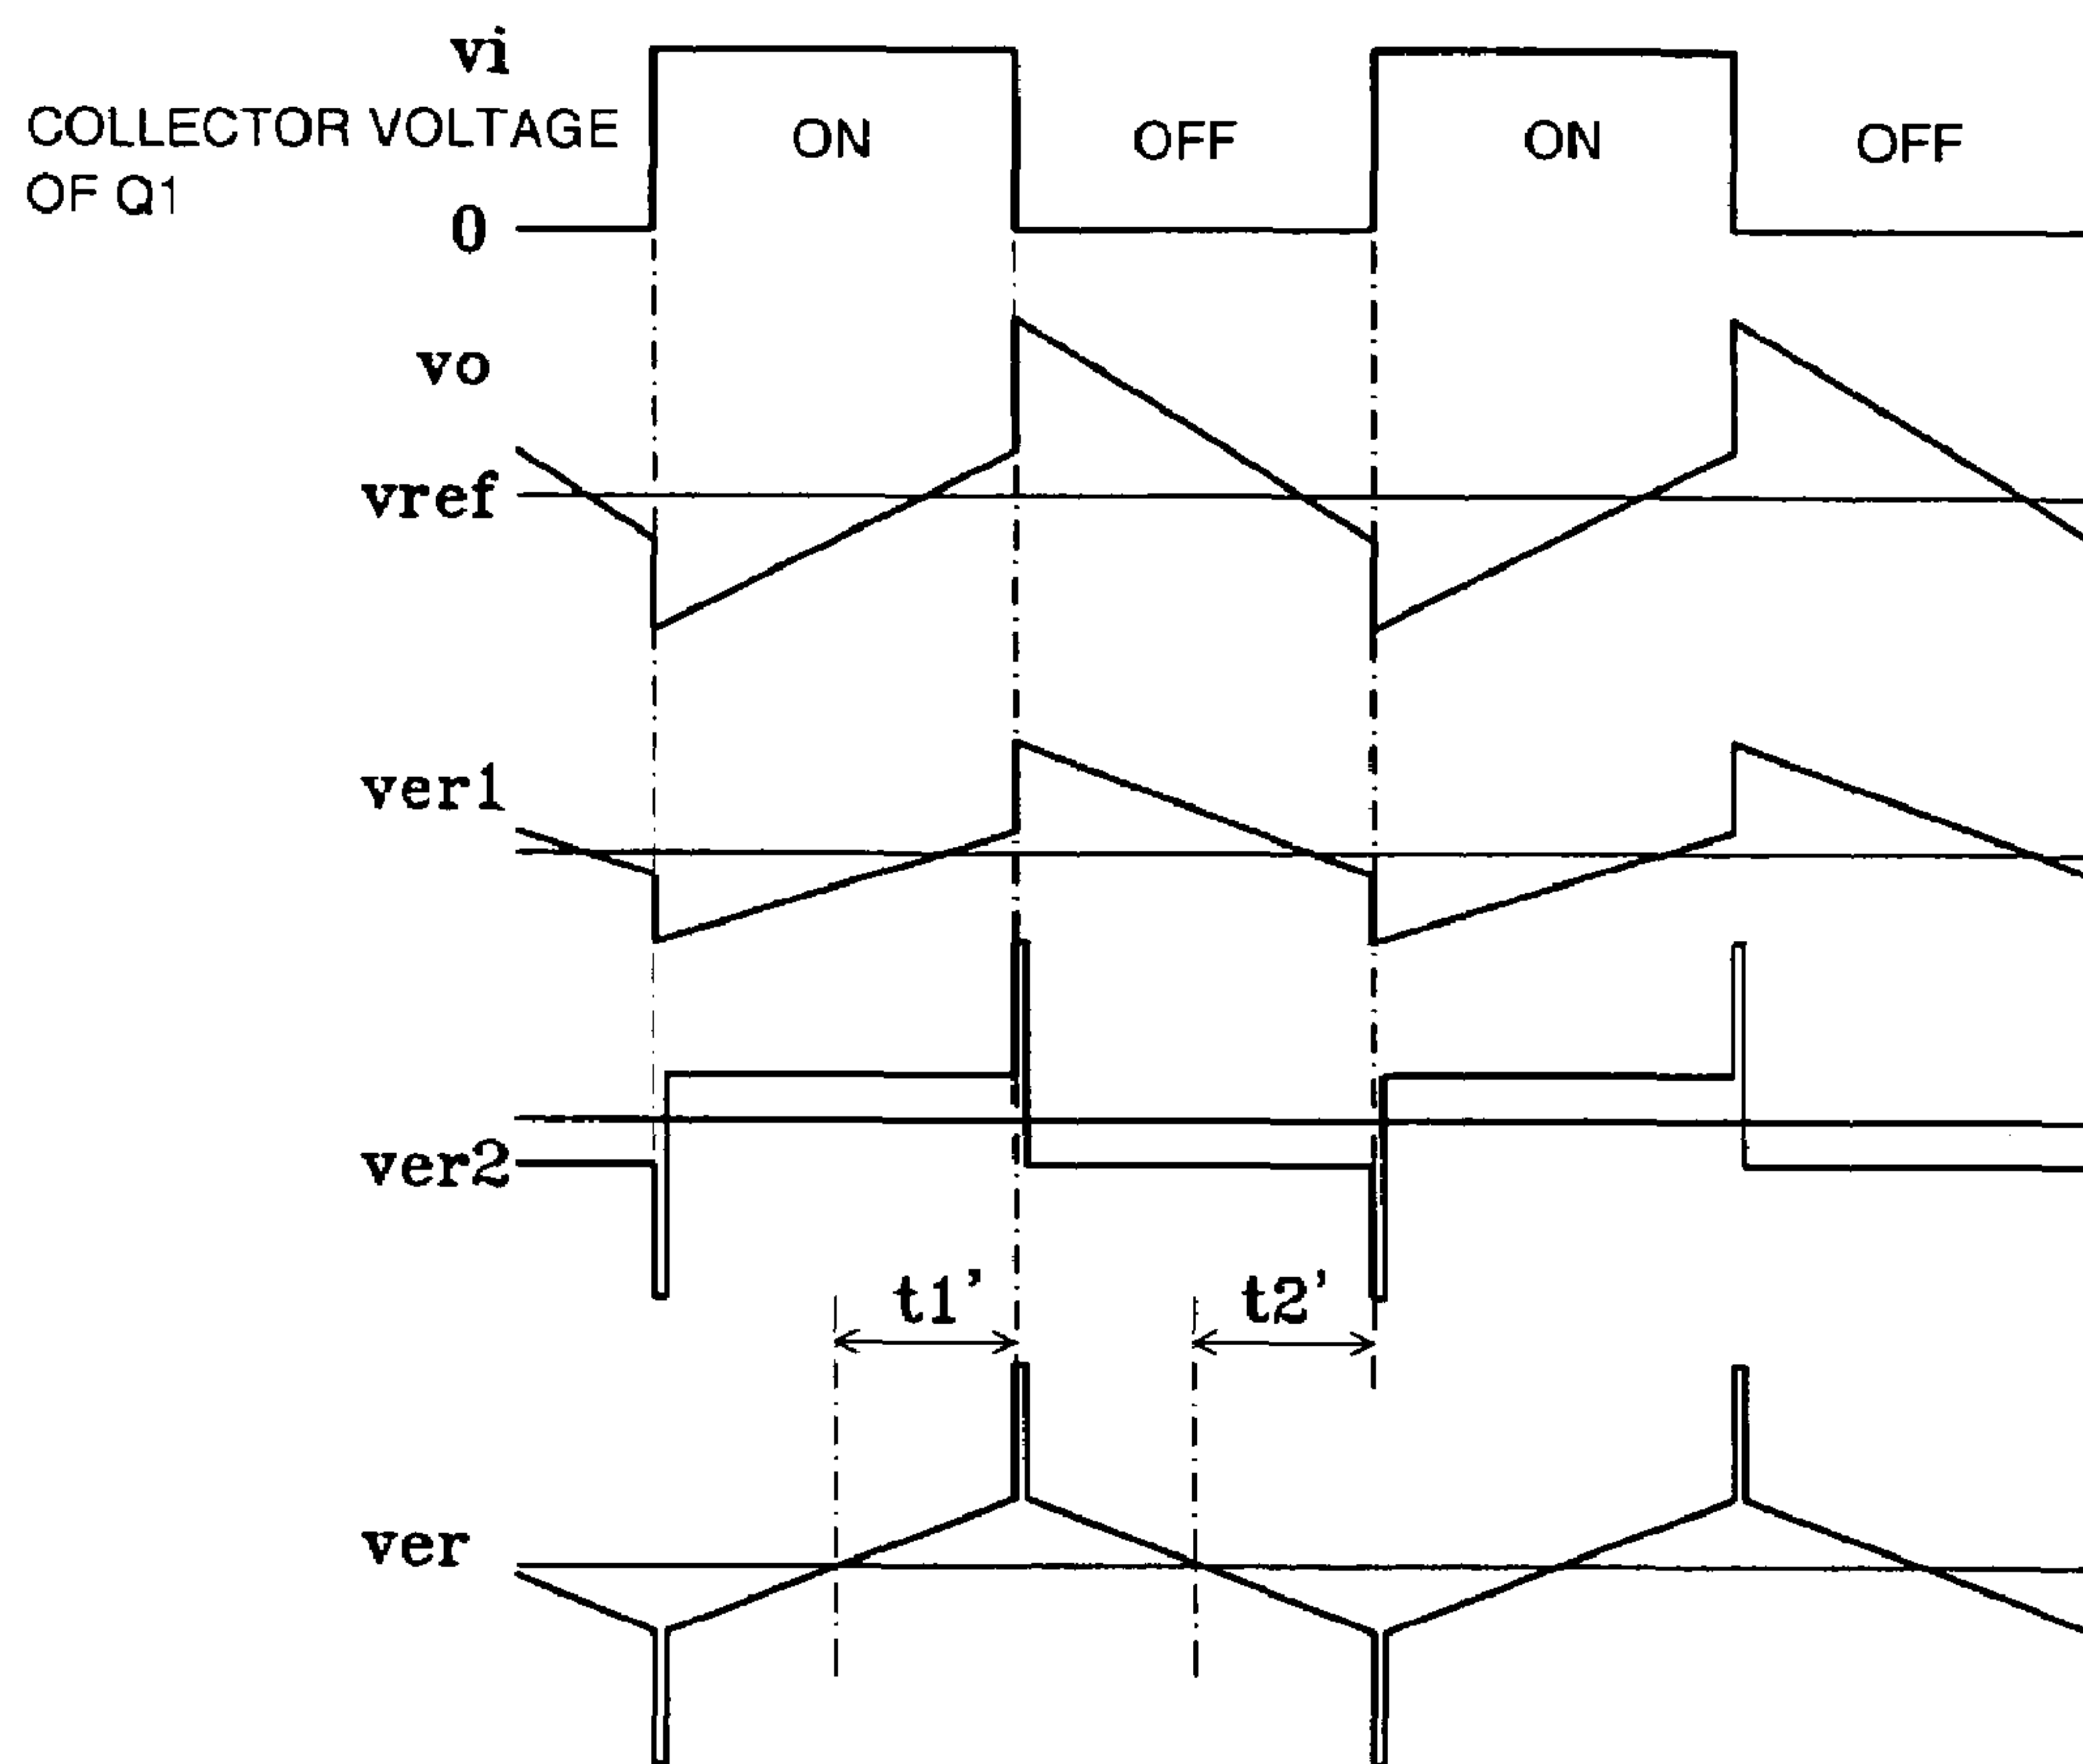 vi
COLLECTOR VOLTAGE
OF Q1
ON OFF ON OFF
0
vo
vref
ver1
ver2
t1' t2'
ver